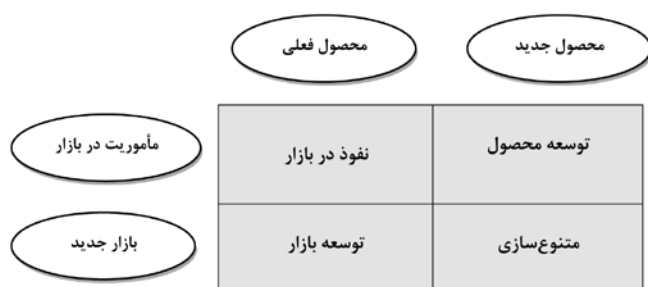 محصول جدید
محصول فعلی
مأموریت در بازار
نفوذ در بازار
توسعه محصول
بازار جدید
توسعه بازار
متنوع‌سازی